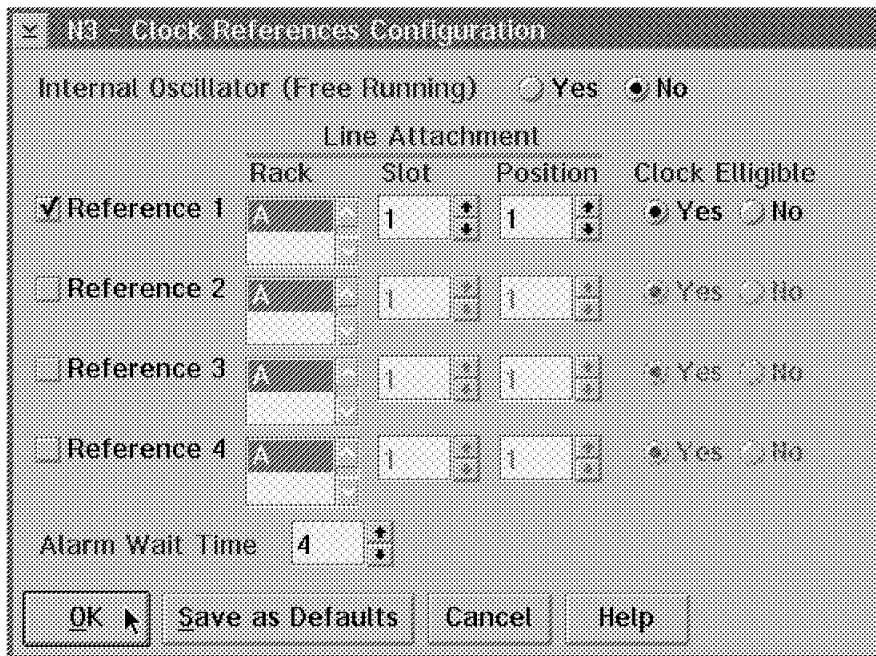 N3 - Clock References Configuration
Internal Oscillator (Free Running) Yes No
Line Attachment
Rack Slot Position Clock Elligible
Reference 1 A 1 1 Yes No
Reference 2 A 1 1 Yes No
Reference 3 A 1 1 Yes No
Reference 4 A 1 1 Yes No
Alarm Wait Time 4
OK Save as Defaults Cancel Help